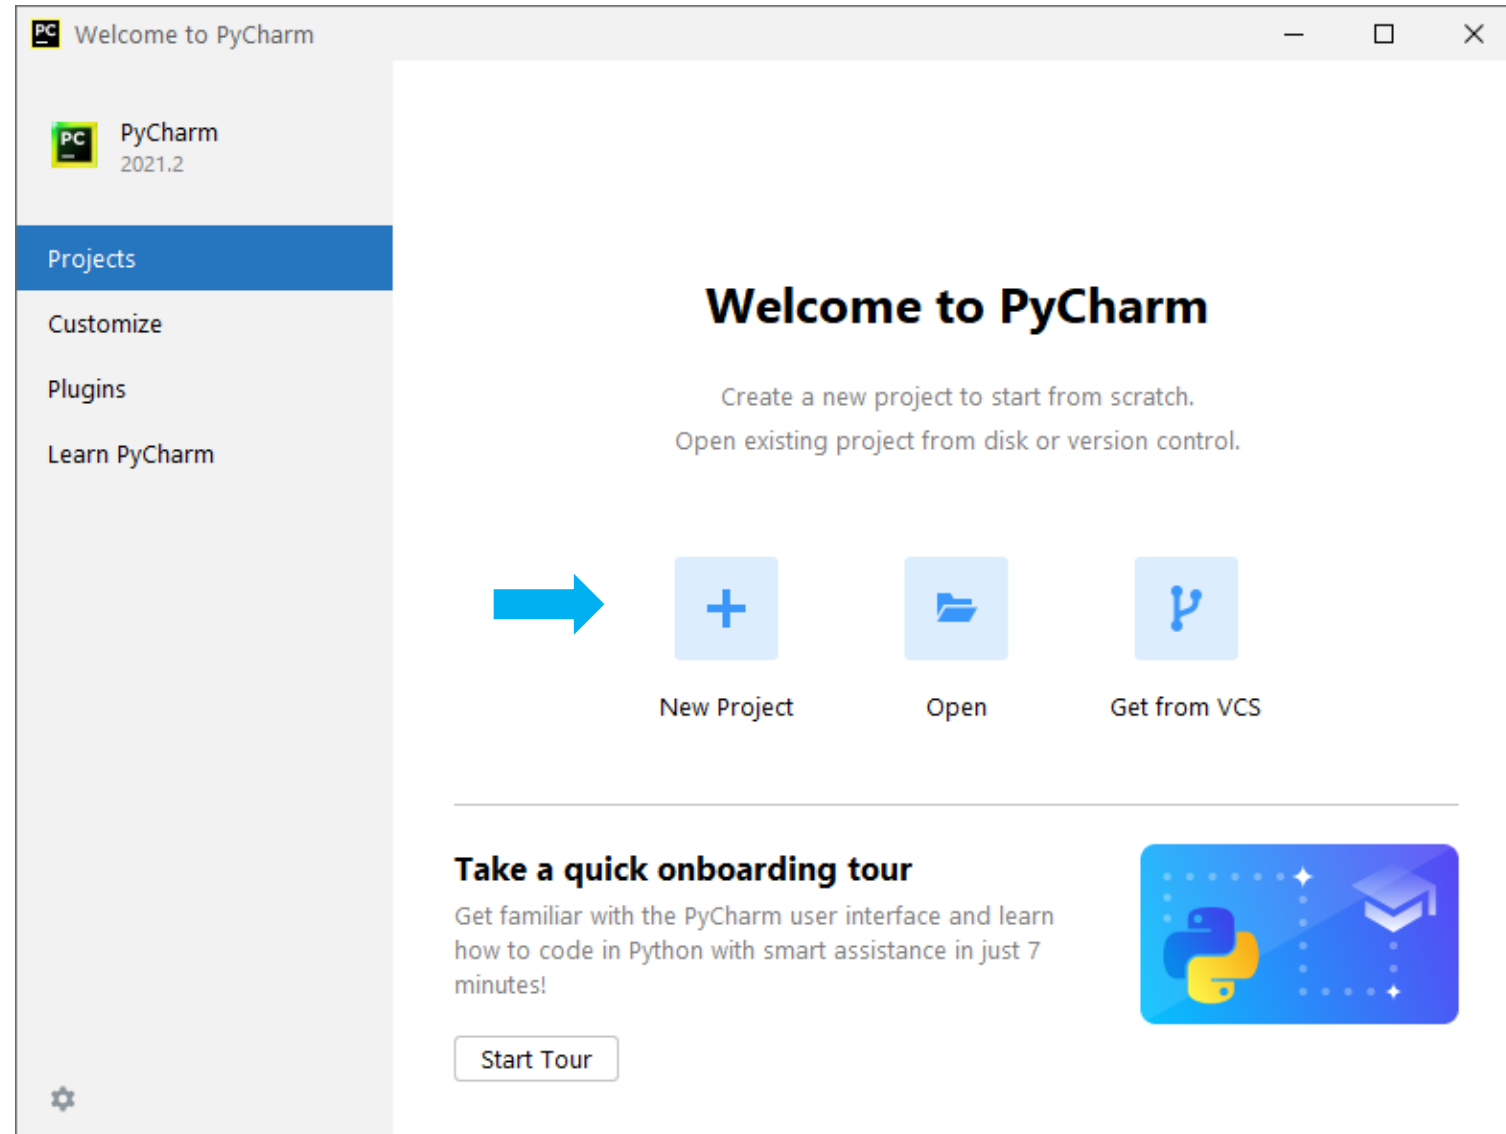 PC Welcome to PyCharm
PC PyCharm
2021.2
Projects
Customize
Plugins
Learn PyCharm
Welcome to PyCharm
Create a new project to start from scratch.
Open existing project from disk or version control.
New Project Open Get from VCS
Take a quick onboarding tour
Get familiar with the PyCharm user interface and learn
how to code in Python with smart assistance in just 7
minutes!
Start Tour